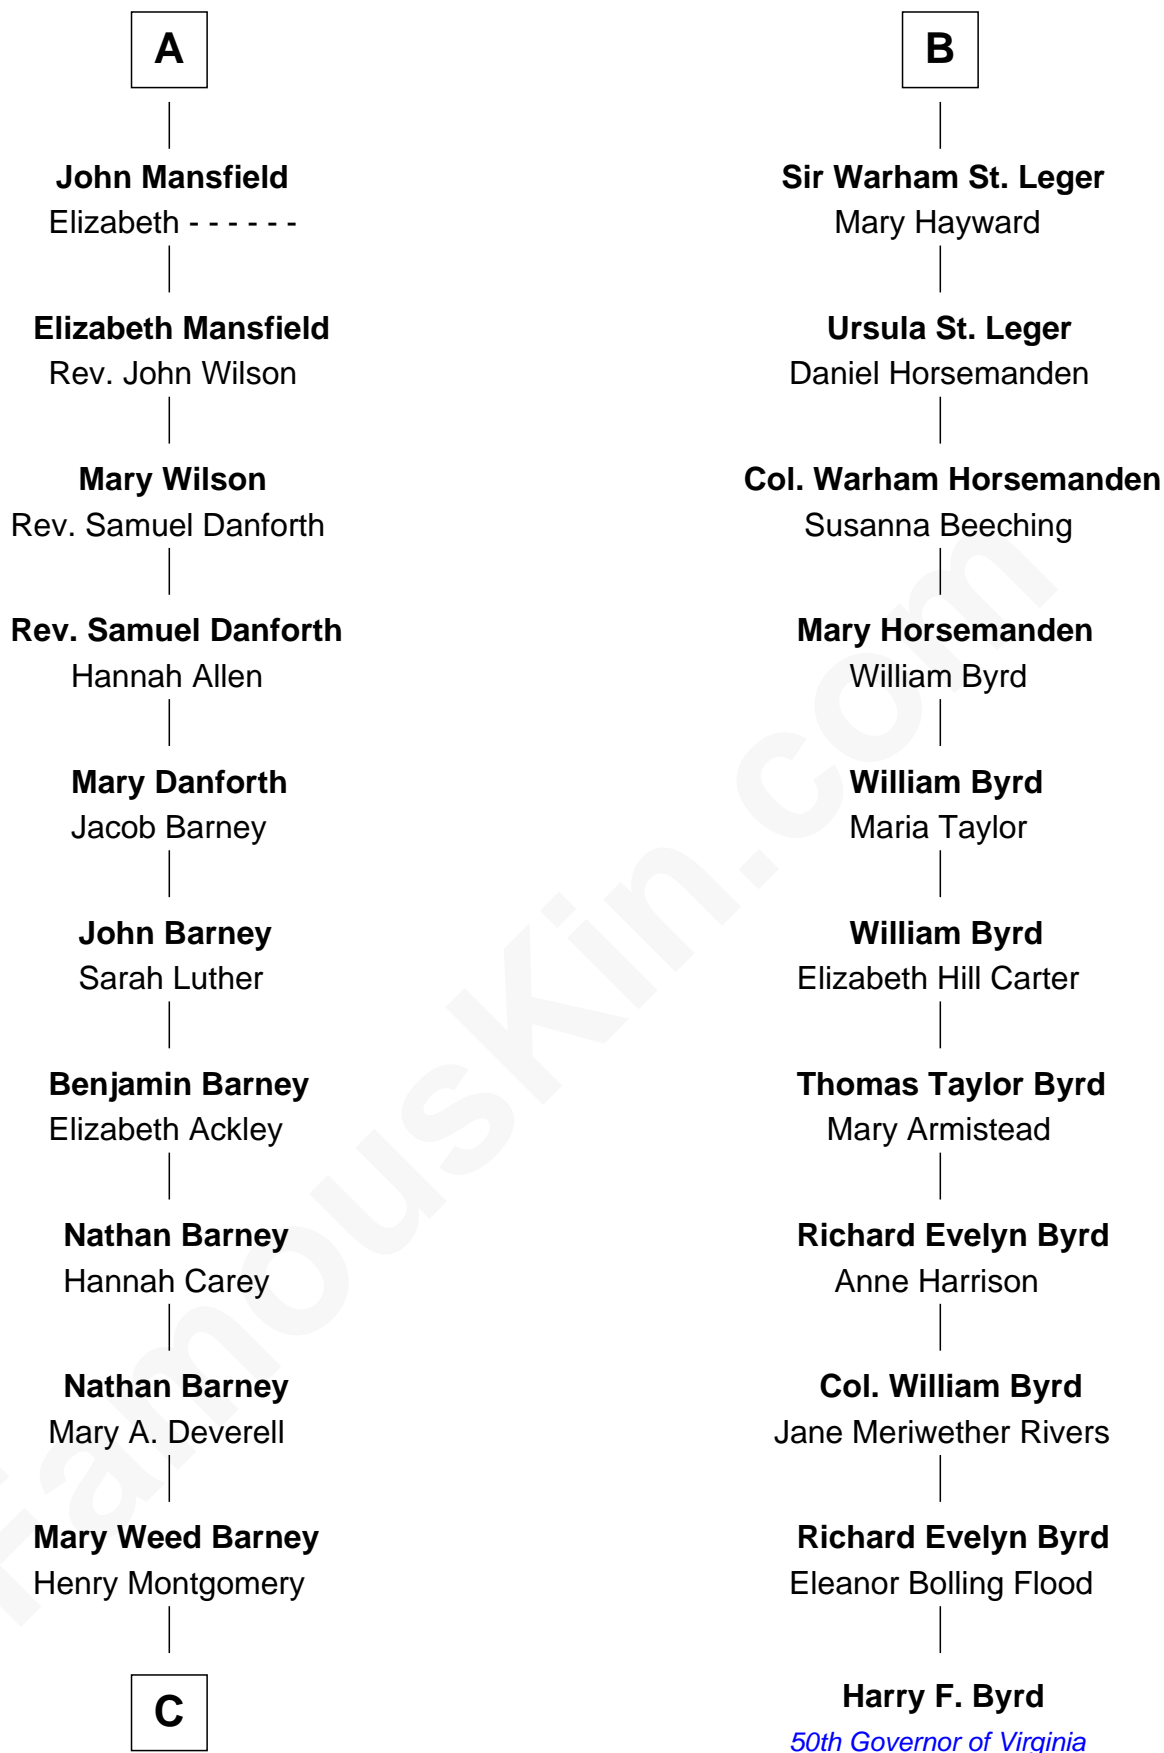 A
John Mansfield
Elizabeth - - - - - -
Elizabeth Mansfield
Rev. John Wilson
Mary Wilson
Rev. Samuel Danforth
Rev. Samuel Danforth
Hannah Allen
Mary Danforth
Jacob Barney
John Barney
Sarah Luther
Benjamin Barney
Elizabeth Ackley
Nathan Barney
Hannah Carey
Nathan Barney
Mary A. Deverell
Mary Weed Barney
Henry Montgomery
C
B
Sir Warham St. Leger
Mary Hayward
Ursula St. Leger
Daniel Horsemanden
Col. Warham Horsemanden
Susanna Beeching
Mary Horsemanden
William Byrd
William Byrd
Maria Taylor
William Byrd
Elizabeth Hill Carter
Thomas Taylor Byrd
Mary Armistead
Richard Evelyn Byrd
Anne Harrison
Col. William Byrd
Jane Meriwether Rivers
Richard Evelyn Byrd
Eleanor Bolling Flood
Harry F. Byrd
50th Governor of Virginia
FamousKin.com